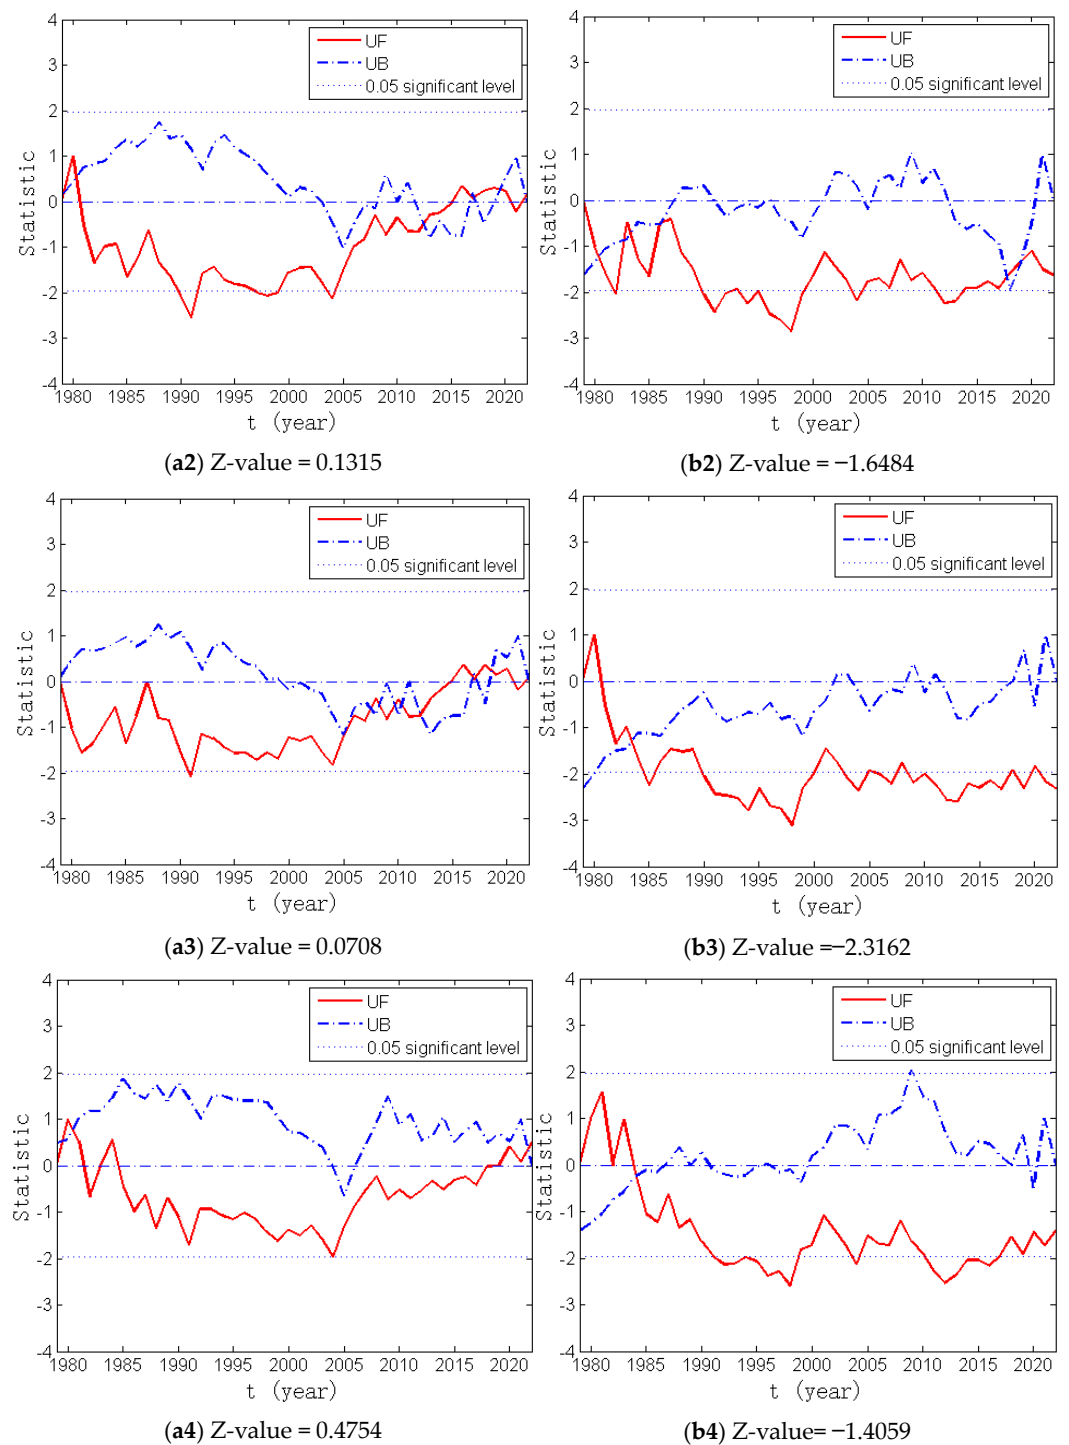 4
3
2
1
0
-1
-2
-3
-4
Statistic
UF
UB
0.05 significant level
1980 1985 1990 1995 2000 2005 2010 2015 2020
t (year)
(a2) Z-value = 0.1315
4
3
2
1
0
-1
-2
-3
-4
Statistic
UF
UB
0.05 significant level
1980 1985 1990 1995 2000 2005 2010 2015 2020
t (year)
(b2) Z-value = −1.6484
4
3
2
1
0
-1
-2
-3
-4
Statistic
UF
UB
0.05 significant level
1980 1985 1990 1995 2000 2005 2010 2015 2020
t (year)
(a3) Z-value = 0.0708
4
3
2
1
0
-1
-2
-3
-4
Statistic
UF
UB
0.05 significant level
1980 1985 1990 1995 2000 2005 2010 2015 2020
t (year)
(b3) Z-value =−2.3162
4
3
2
1
0
-1
-2
-3
-4
Statistic
UF
UB
0.05 significant level
1980 1985 1990 1995 2000 2005 2010 2015 2020
t (year)
(a4) Z-value = 0.4754
4
3
2
1
0
-1
-2
-3
-4
Statistic
UF
UB
0.05 significant level
1980 1985 1990 1995 2000 2005 2010 2015 2020
t (year)
(b4) Z-value= −1.4059